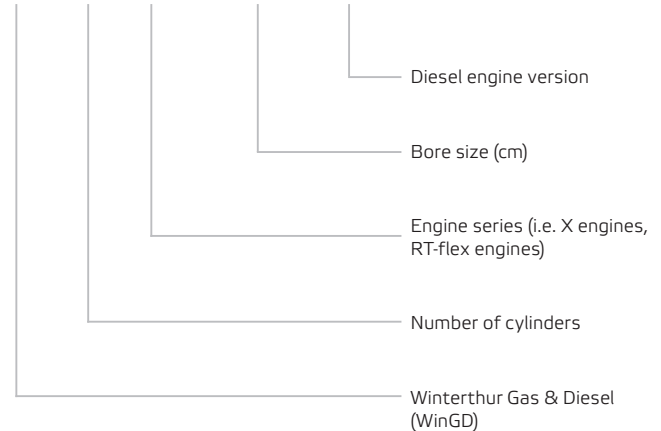 Diesel engine version
Bore size (cm)
Engine series (i.e. X engines,
RT-flex engines)
Number of cylinders
Winterthur Gas & Diesel
(WinGD)